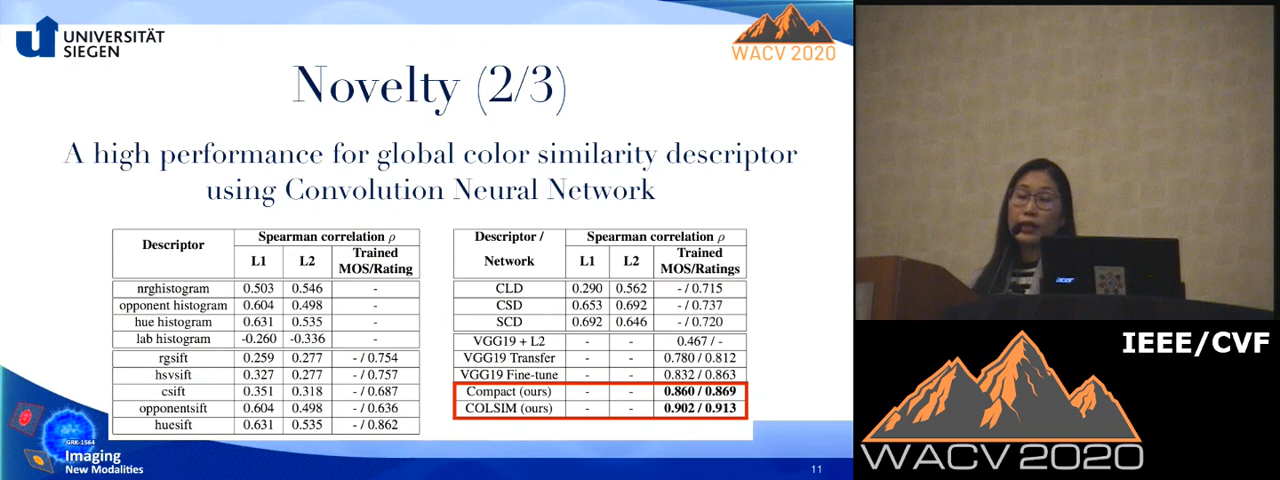 UNIVERSITÄT
SIEGEN
WACV 2020
Novelty (2/3)
A high performance for global color similarity descriptor
using Convolution Neural Network
Descriptor Spearman correlation ρ
L1 L2 Trained MOS/Rating
nrghistogram 0.503 0.546 -
opponent histogram 0.604 0.498 -
hue histogram 0.631 0.535 -
lab histogram -0.260 -0.336 -
rgsift 0.259 0.277 - / 0.754
hsvsift 0.327 0.277 - / 0.757
csift 0.351 0.318 - / 0.687
opponentsift 0.604 0.498 - / 0.636
huesift 0.631 0.535 - / 0.862
Descriptor / Network Spearman correlation ρ
L1 L2 Trained MOS/Ratings
CLD 0.290 0.562 - / 0.715
CSD 0.653 0.692 - / 0.737
SCD 0.692 0.646 - / 0.720
VGG19 + L2 - - 0.467 / -
VGG19 Transfer - - 0.780 / 0.812
VGG19 Fine-tune - - 0.832 / 0.863
Compact (ours) - - 0.860 / 0.869
COLSIM (ours) - - 0.902 / 0.913
GRK-1564
Imaging
New Modalities
11
acer
IEEE/CVF
WACV 2020